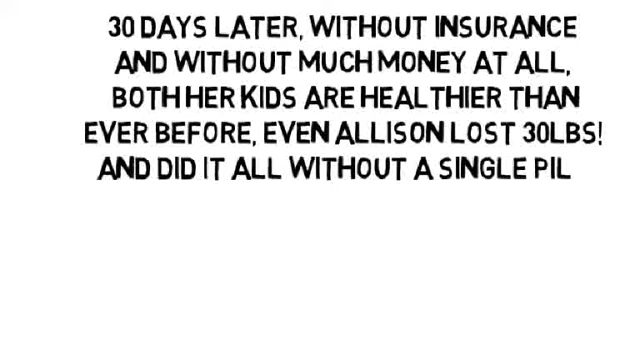 30 DAYS LATER, WITHOUT INSURANCE
AND WITHOUT MUCH MONEY AT ALL,
BOTH HER KIDS ARE HEALTHIER THAN
EVER BEFORE, EVEN ALLISON LOST 30LBS!
AND DID IT ALL WITHOUT A SINGLE PIL